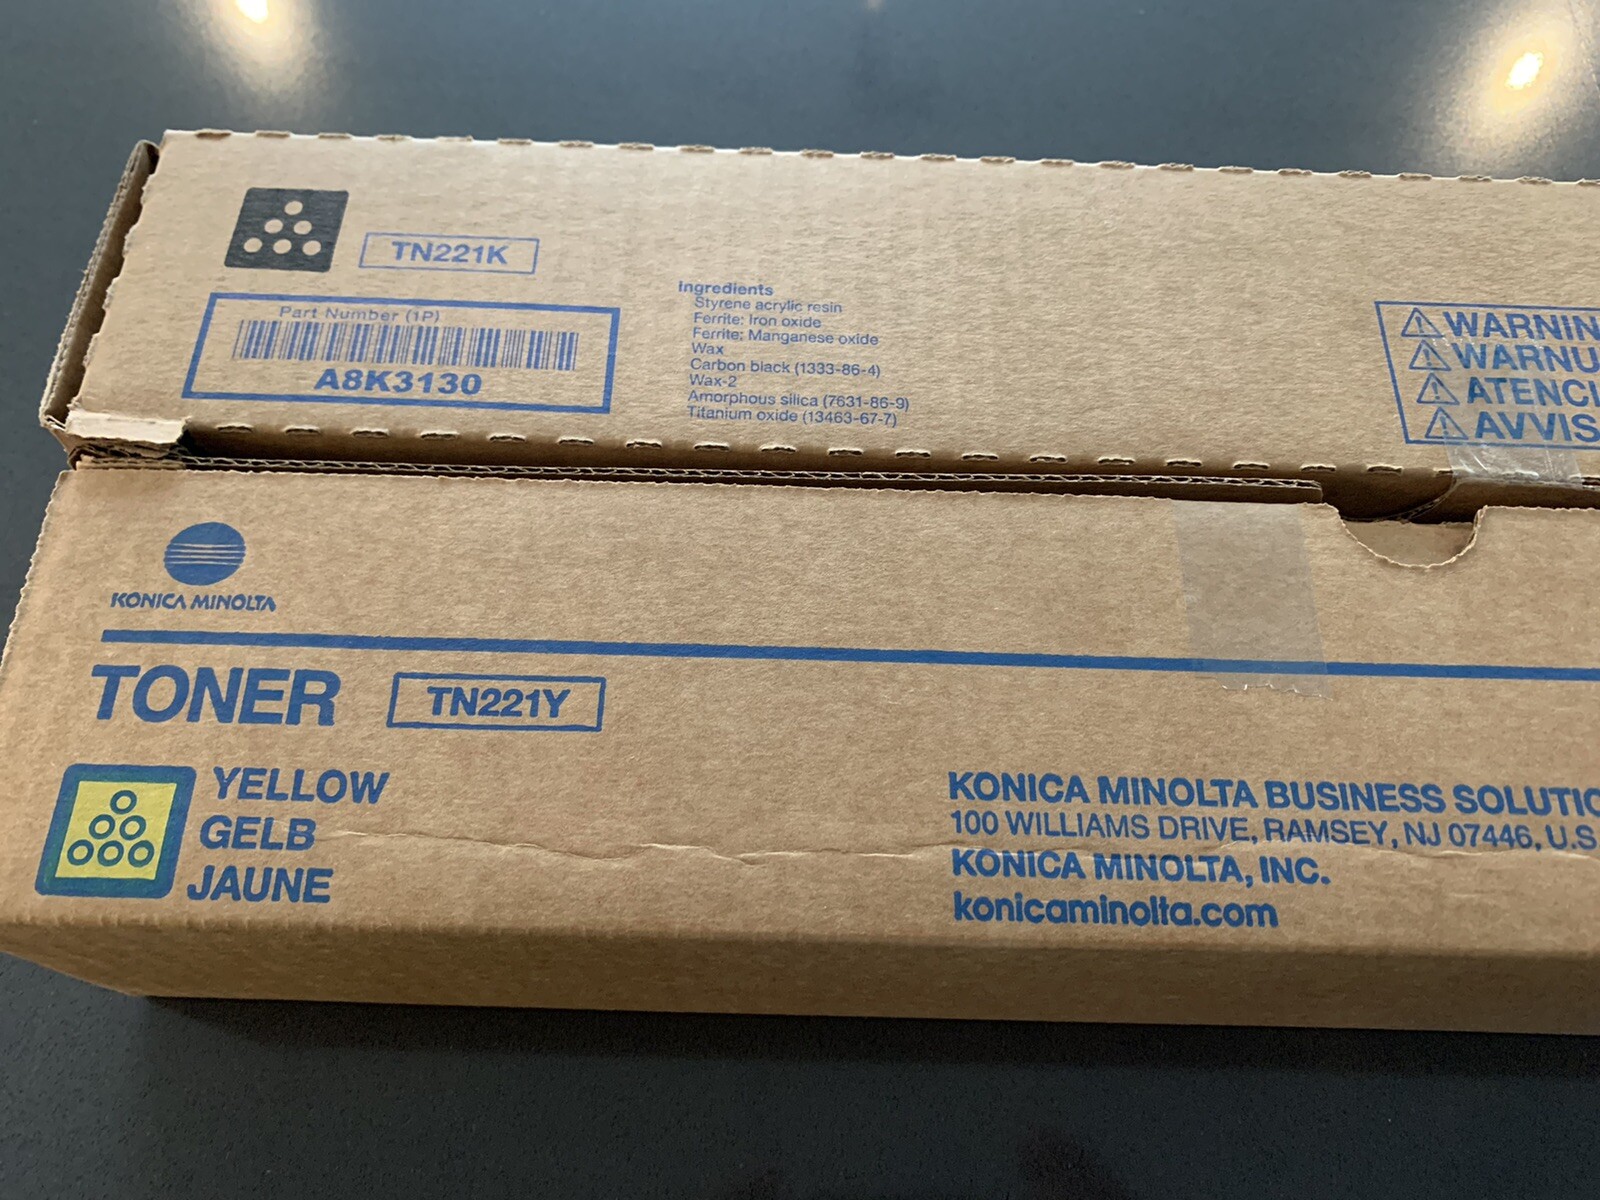 TN221K
Part Number (1P)
A8K3130
Ingredients
Styrene acrylic resin
Ferrite: Iron oxide
Ferrite: Manganese oxide
Wax
Carbon black (1333-86-4)
Wax-2
Amorphous silica (7631-86-9)
Titanium oxide (13463-67-7)
WARNIN
WARNU
ATENCI
AVVIS
KONICA MINOLTA
TONER TN221Y
YELLOW
GELB
JAUNE
KONICA MINOLTA BUSINESS SOLUTIO
100 WILLIAMS DRIVE, RAMSEY, NJ 07446, U.S
KONICA MINOLTA, INC.
konicaminolta.com